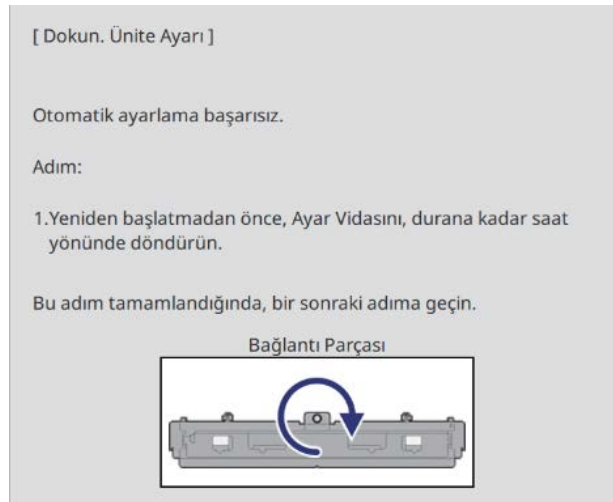 [ Dokun. Ünite Ayarı ]
Otomatik ayarlama başarısız.
Adım:
1.Yeniden başlatmadan önce, Ayar Vidasını, durana kadar saat
yönünde döndürün.
Bu adım tamamlandığında, bir sonraki adıma geçin.
Bağlantı Parçası